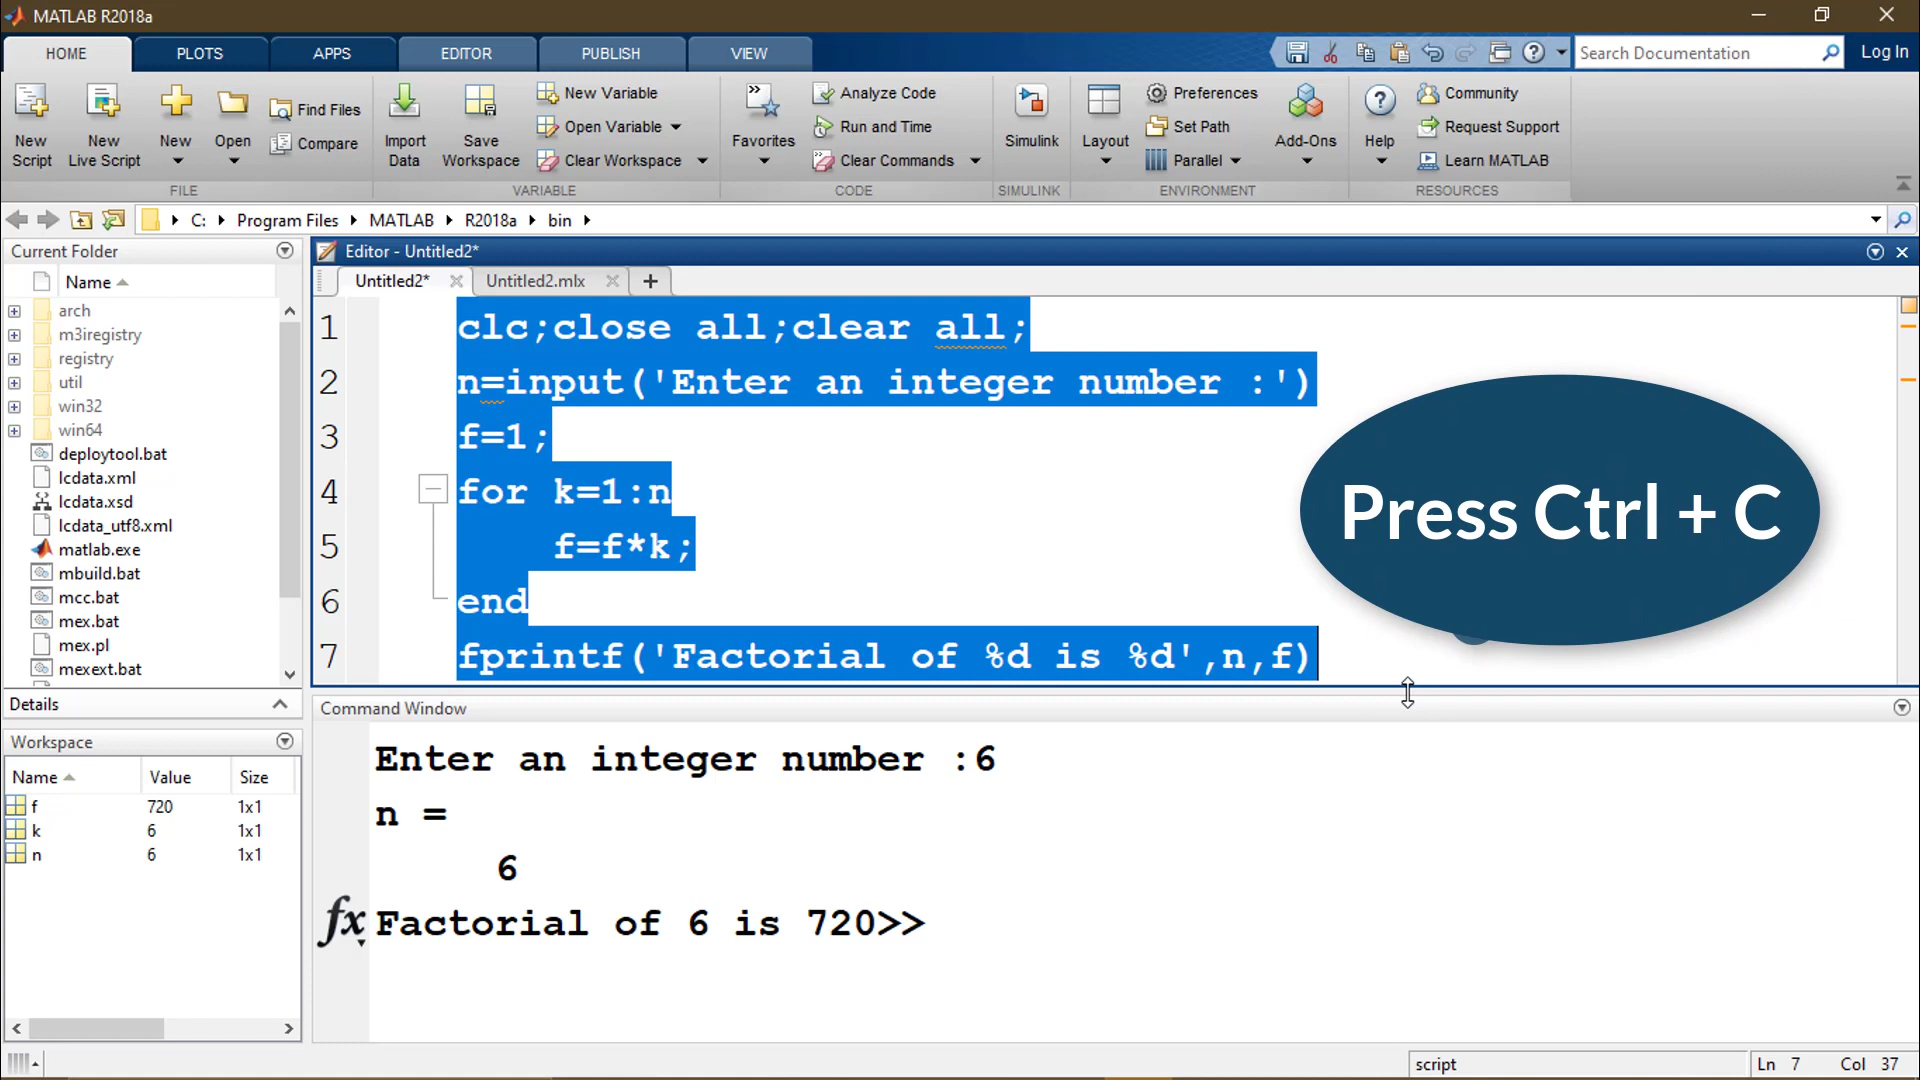 MATLAB R2018a
HOME
PLOTS
APPS
EDITOR
PUBLISH
VIEW
Search Documentation
Log In
New Script
New Live Script
New
Open
Find Files
Compare
FILE
Import Data
Save Workspace
New Variable
Open Variable
Clear Workspace
VARIABLE
Favorites
Analyze Code
Run and Time
Clear Commands
CODE
Simulink
SIMULINK
Layout
Preferences
Set Path
Parallel
Add-Ons
ENVIRONMENT
Help
Community
Request Support
Learn MATLAB
RESOURCES
C: Program Files MATLAB R2018a bin
Current Folder
Name
arch
m3iregistry
registry
util
win32
win64
deploytool.bat
lcdata.xml
lcdata.xsd
lcdata_utf8.xml
matlab.exe
mbuild.bat
mcc.bat
mex.bat
mex.pl
mexext.bat
Details
Workspace
Name Value Size
f 720 1x1
k 6 1x1
n 6 1x1
Editor - Untitled2*
Untitled2*
Untitled2.mlx
1 clc;close all;clear all;
2 n=input('Enter an integer number :')
3 f=1;
4 for k=1:n
5 f=f*k;
6 end
7 fprintf('Factorial of %d is %d',n,f)
Press Ctrl + C
Command Window
Enter an integer number :6
n =
6
fx Factorial of 6 is 720>>
script
Ln 7 Col 37